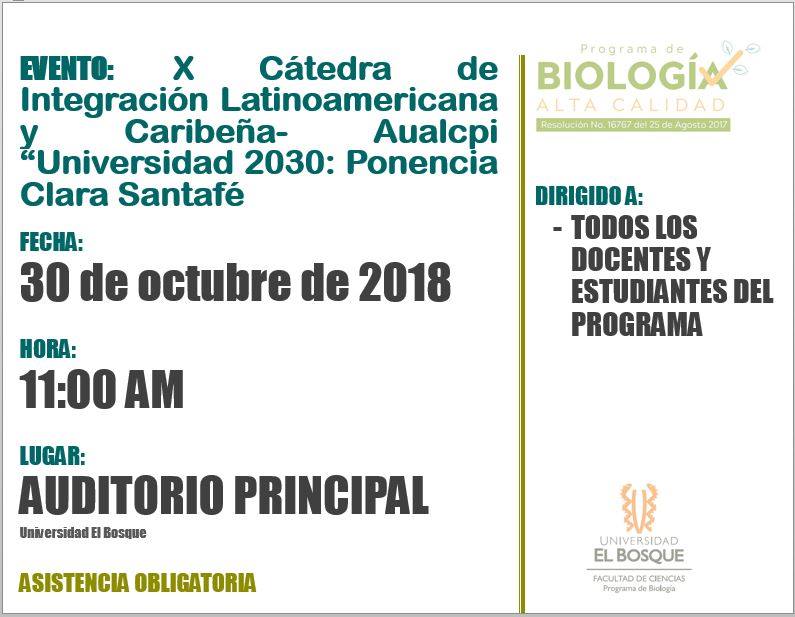 EVENTO: X Cátedra de
Integración Latinoamericana
y Caribeña- Aualcpi
“Universidad 2030: Ponencia
Clara Santafé
FECHA:
30 de octubre de 2018
HORA:
11:00 AM
LUGAR:
AUDITORIO PRINCIPAL
Universidad El Bosque
ASISTENCIA OBLIGATORIA
Programa de
BIOLOGÍA
ALTA CALIDAD
Resolución No. 16767 del 25 de Agosto 2017
DIRIGIDO A:
- TODOS LOS
DOCENTES Y
ESTUDIANTES DEL
PROGRAMA
UNIVERSIDAD
EL BOSQUE
FACULTAD DE CIENCIAS
Programa de Biología